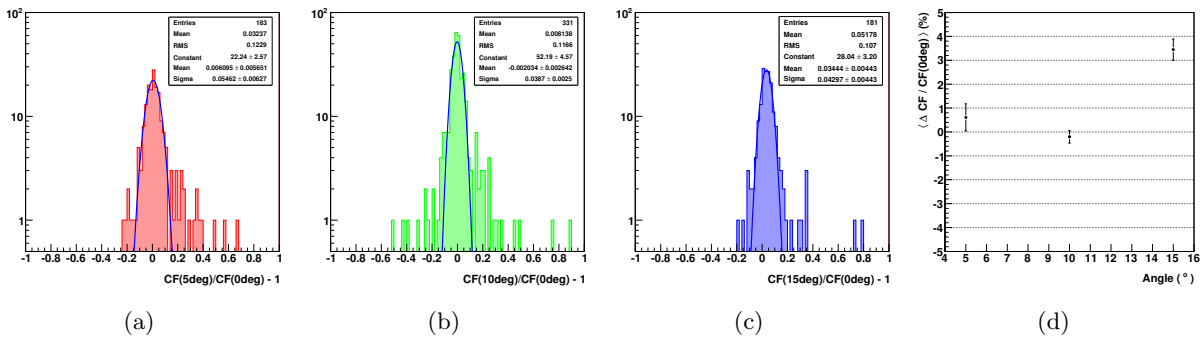 Entries 183
Mean 0.03237
RMS 0.1229
Constant 22.24 ± 2.57
Mean 0.006095 ± 0.005651
Sigma 0.05462 ± 0.00627
10²
10
1
-1 -0.8 -0.6 -0.4 -0.2 0 0.2 0.4 0.6 0.8 1
CF(5deg)/CF(0deg) - 1
(a)
Entries 331
Mean 0.008138
RMS 0.1166
Constant 52.19 ± 4.57
Mean -0.002034 ± 0.002642
Sigma 0.0387 ± 0.0025
10²
10
1
-1 -0.8 -0.6 -0.4 -0.2 0 0.2 0.4 0.6 0.8 1
CF(10deg)/CF(0deg) - 1
(b)
Entries 181
Mean 0.05178
RMS 0.107
Constant 28.04 ± 3.20
Mean 0.03444 ± 0.00443
Sigma 0.04297 ± 0.00443
10²
10
1
-1 -0.8 -0.6 -0.4 -0.2 0 0.2 0.4 0.6 0.8 1
CF(15deg)/CF(0deg) - 1
(c)
⟨ Δ CF / CF(0deg) ⟩ (%)
5
4
3
2
1
0
-1
-2
-3
-4
-5
4 5 6 7 8 9 10 11 12 13 14 15 16
Angle (°)
(d)